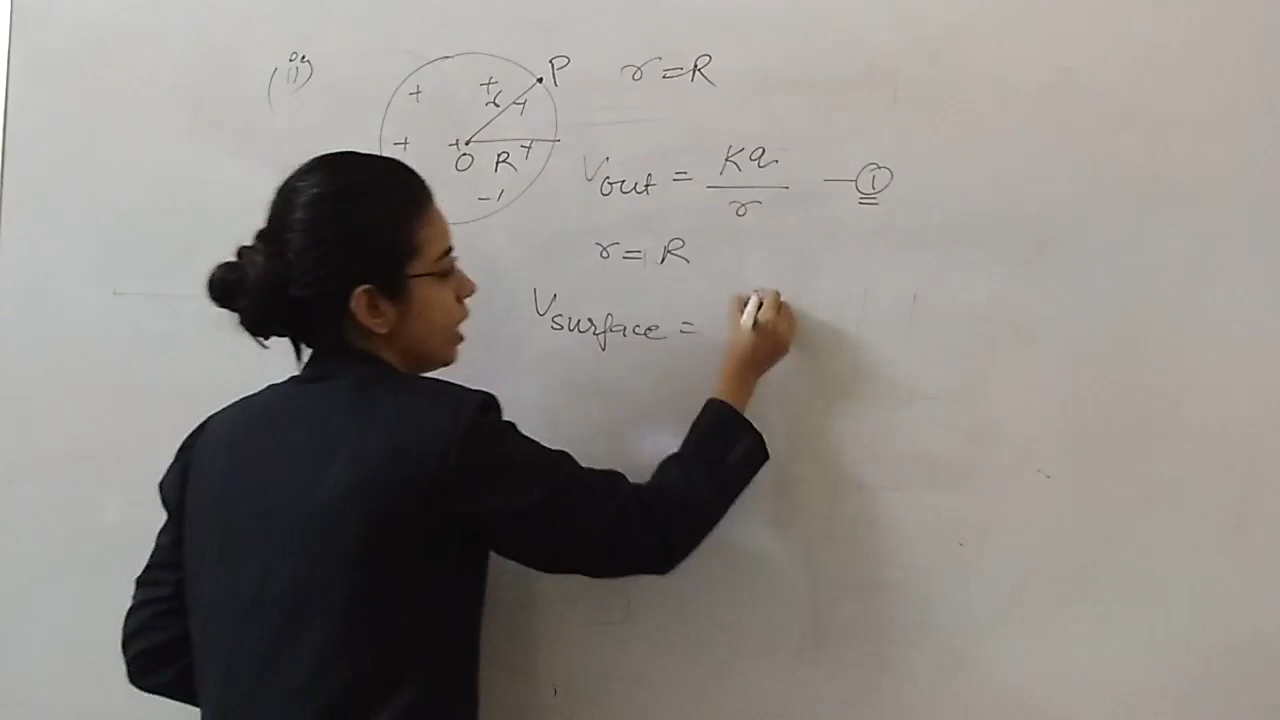 (ii)
P
r = R
r
O R
V_out = Kq / r — ①
r = R
V_surface =